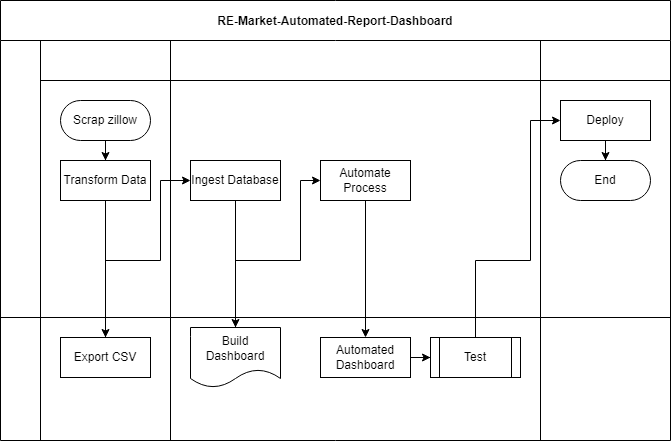 RE-Market-Automated-Report-Dashboard
Scrap zillow
Deploy
Transform Data
Ingest Database
Automate
Process
End
Export CSV
Build
Dashboard
Automated
Dashboard
Test